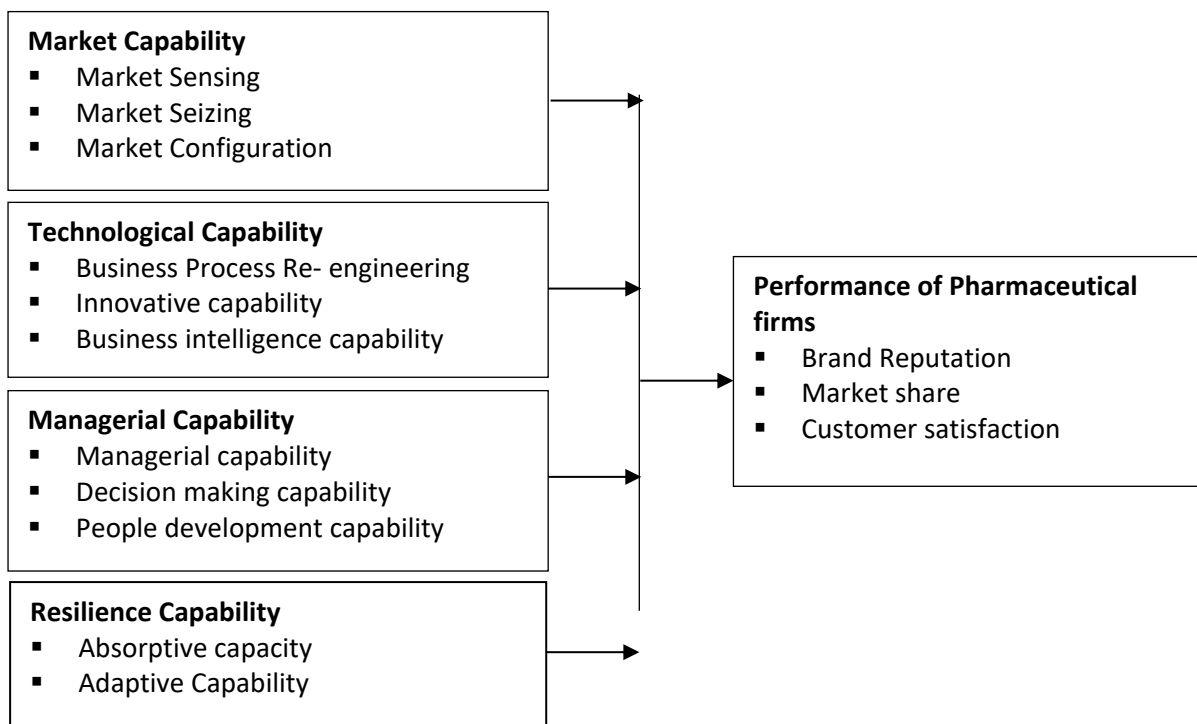 Market Capability
▪ Market Sensing
▪ Market Seizing
▪ Market Configuration
Technological Capability
▪ Business Process Re- engineering
▪ Innovative capability
▪ Business intelligence capability
Managerial Capability
▪ Managerial capability
▪ Decision making capability
▪ People development capability
Resilience Capability
▪ Absorptive capacity
▪ Adaptive Capability
Performance of Pharmaceutical
firms
▪ Brand Reputation
▪ Market share
▪ Customer satisfaction